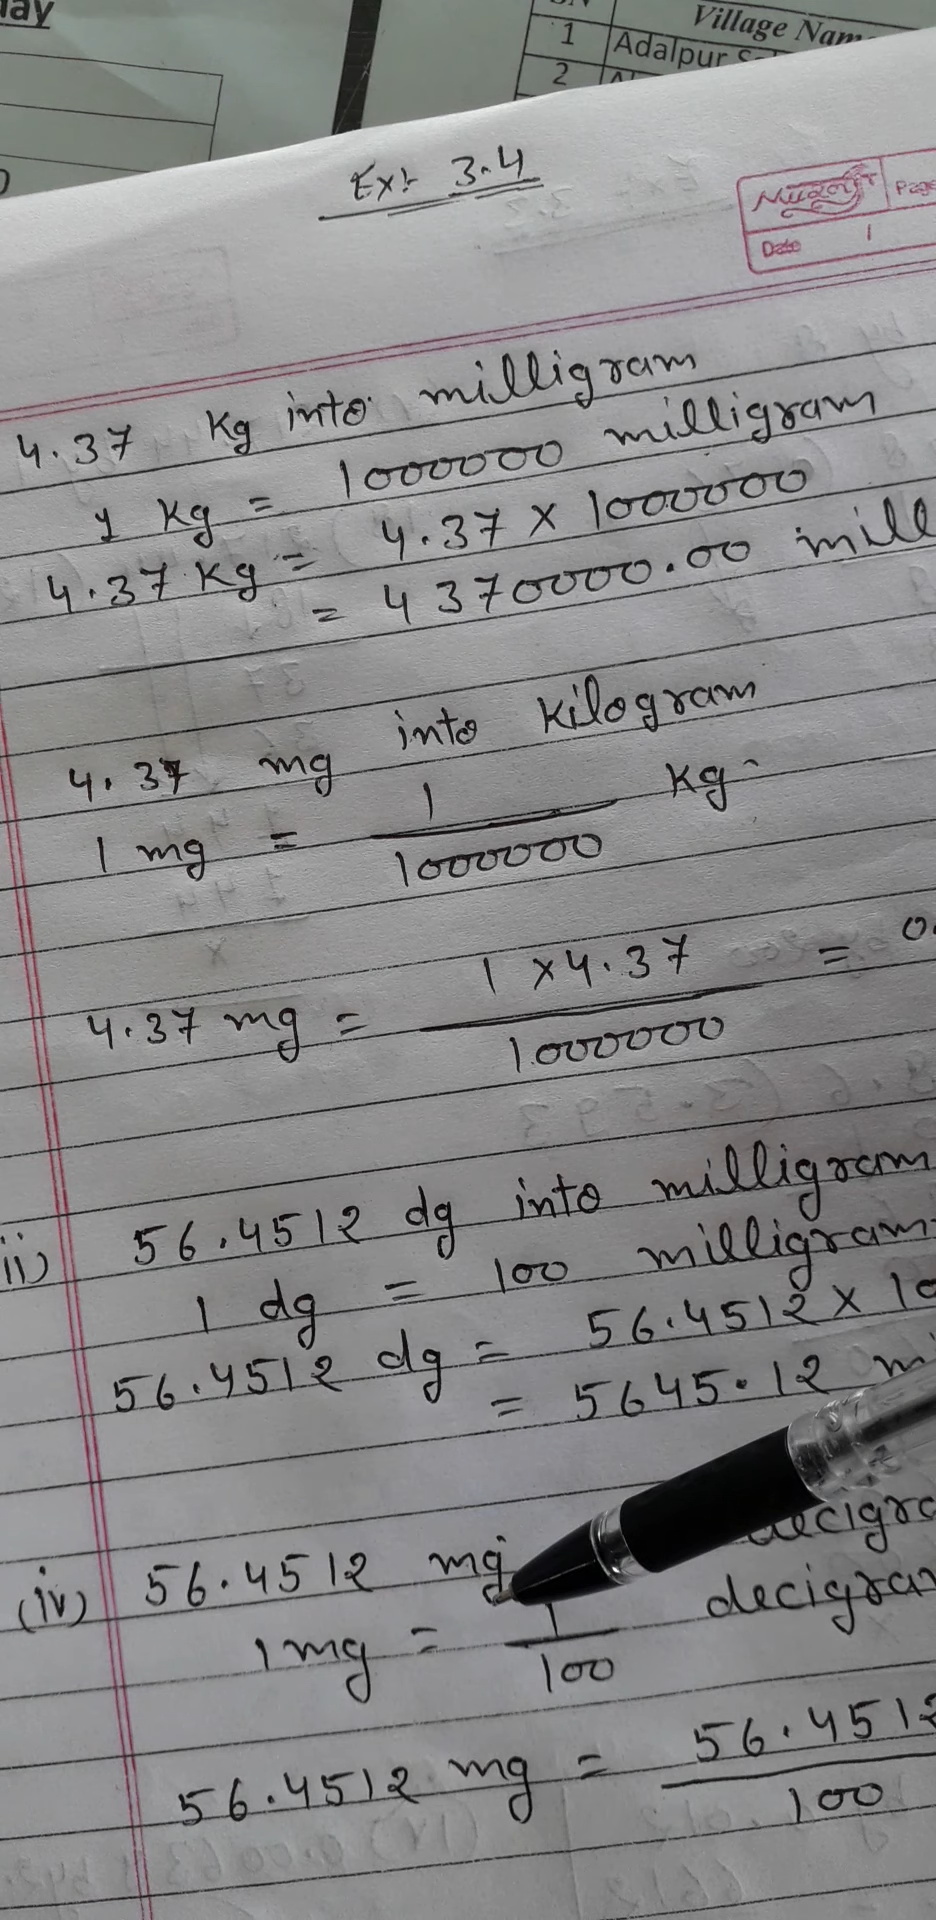 Village
1 Adalpur
2
Ex:- 3.4
Page
Date
4.37 Kg into milligram
1 Kg = 1000000 milligram
4.37 Kg = 4.37 x 1000000
= 4370000.00 mill
4.37 mg into Kilogram
1 mg = 1/1000000 Kg
4.37 mg = 1 x 4.37/1000000 = 0.
ii) 56.4512 dg into milligram
1 dg = 100 milligram
56.4512 dg = 56.4512 x 10
= 5645.12
(iv) 56.4512 mg
1 mg = 1/100 decigram
56.4512 mg = 56.4512/100